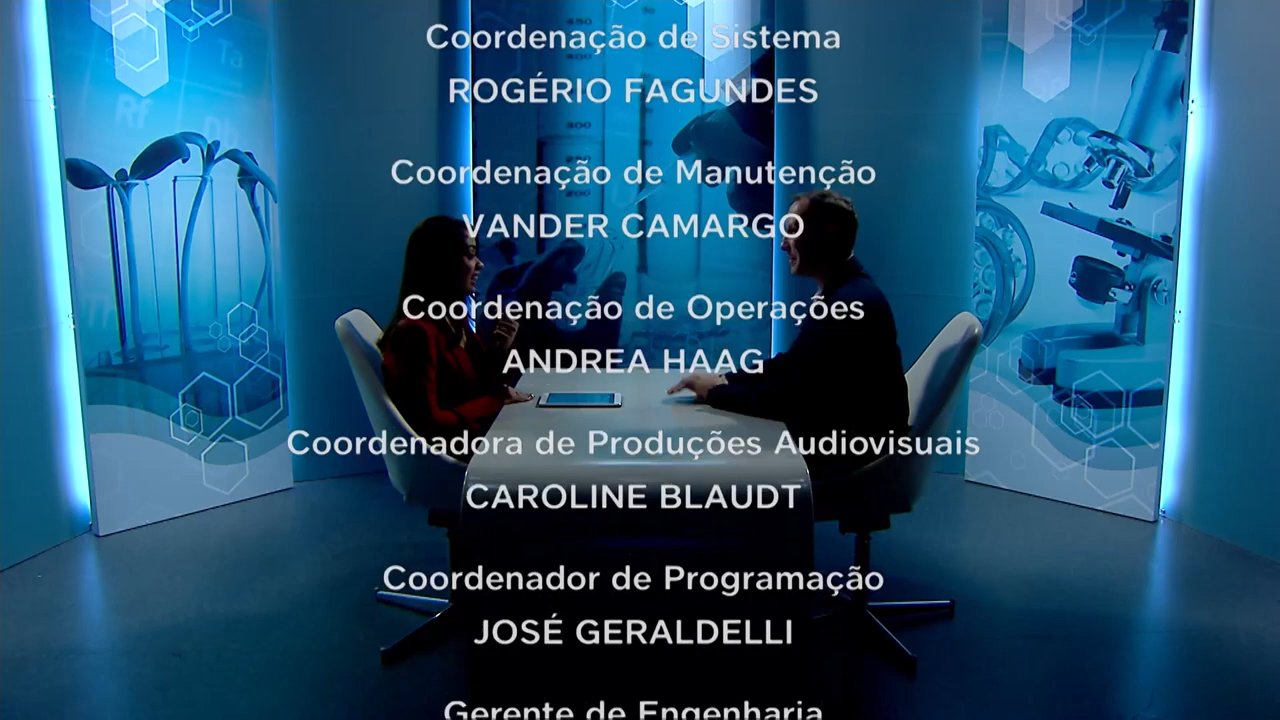 Coordenação de Sistema
ROGÉRIO FAGUNDES
Coordenação de Manutenção
VANDER CAMARGO
Coordenação de Operações
ANDREA HAAG
Coordenadora de Produções Audiovisuais
CAROLINE BLAUDT
Coordenador de Programação
JOSÉ GERALDELLI
Gerente de Engenharia